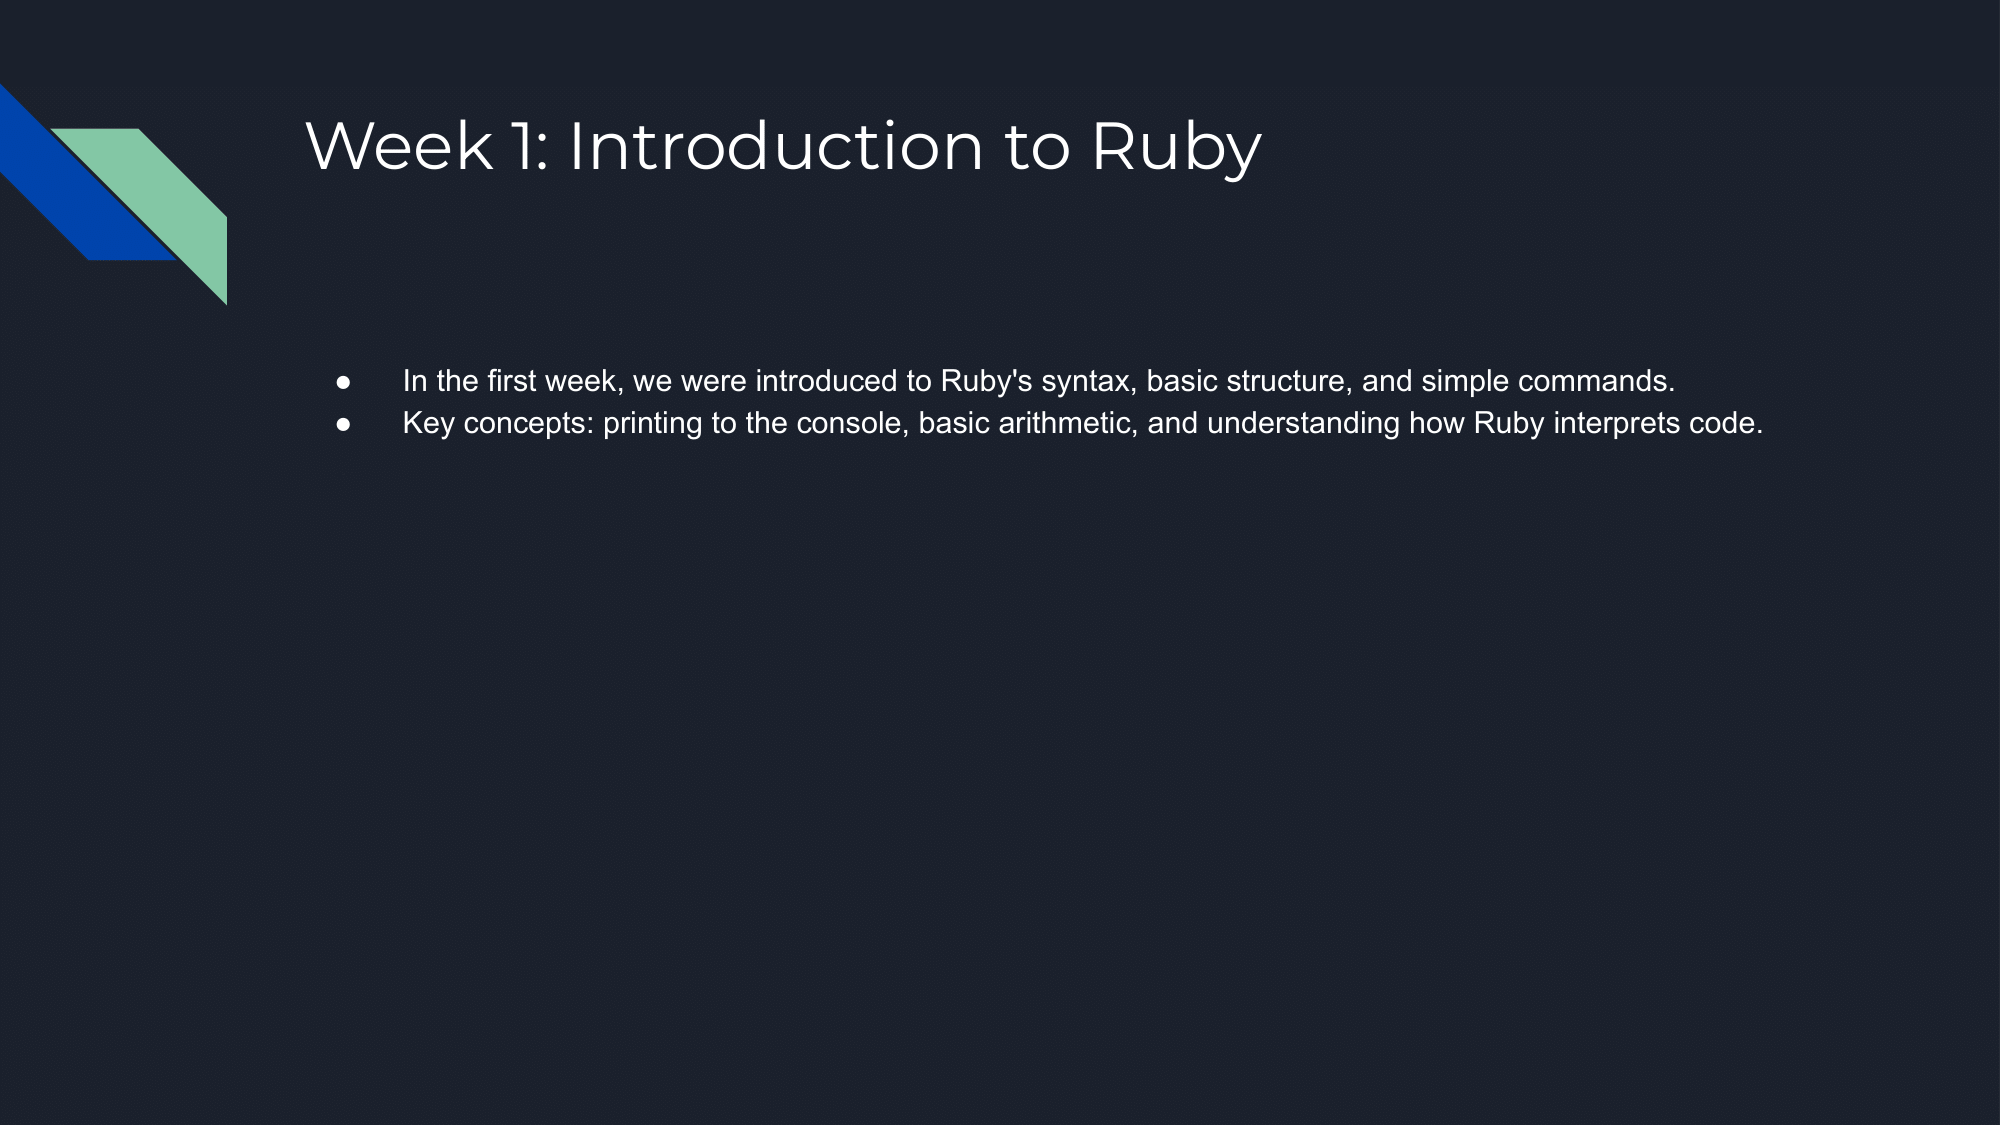 Week 1: Introduction to Ruby
● In the first week, we were introduced to Ruby's syntax, basic structure, and simple commands.
● Key concepts: printing to the console, basic arithmetic, and understanding how Ruby interprets code.